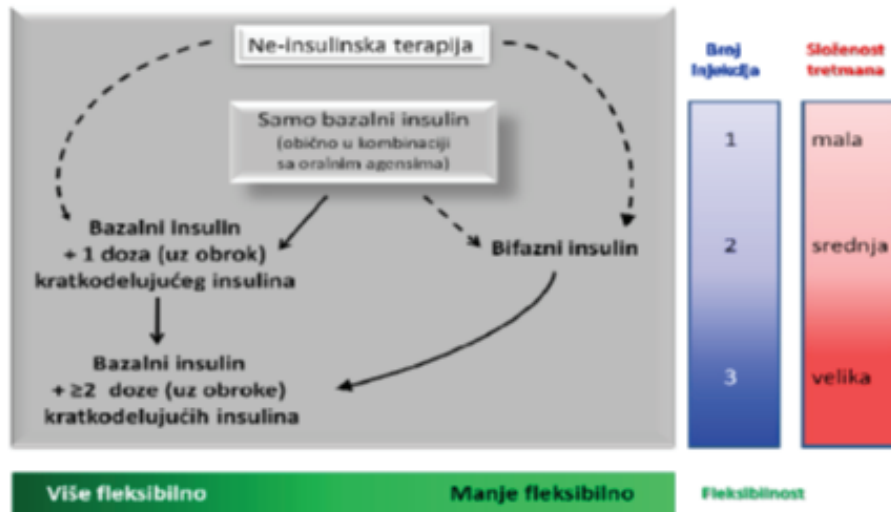 Ne-insulinska terapija
Samo bazalni insulin
(obično u kombinaciji
sa oralnim agensima)
Bazalni insulin
+ 1 doza (uz obrok)
kratkodelujućeg insulina
Bifazni insulin
Bazalni insulin
+ ≥2 doze (uz obroke)
kratkodelujućih insulina
Više fleksibilno
Manje fleksibilno
Fleksibilnost
Broj
Injekcija
1
2
3
Složenost
tretmana
mala
srednja
velika